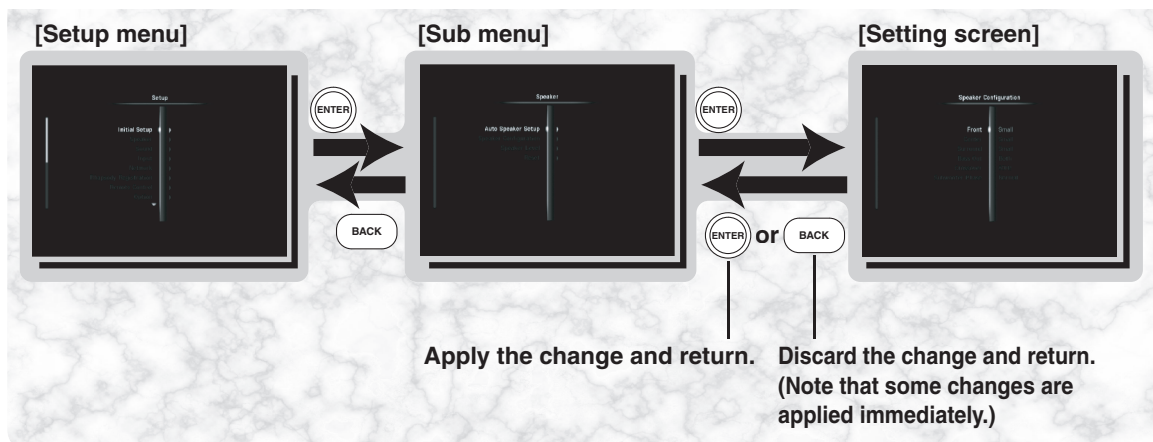 [Setup menu]
[Sub menu]
[Setting screen]
Setup
Initial Setup
ENTER
BACK
Speaker
Auto Speaker Setup
ENTER
ENTER or BACK
Speaker Configuration
Front Small
Apply the change and return.
Discard the change and return.
(Note that some changes are
applied immediately.)